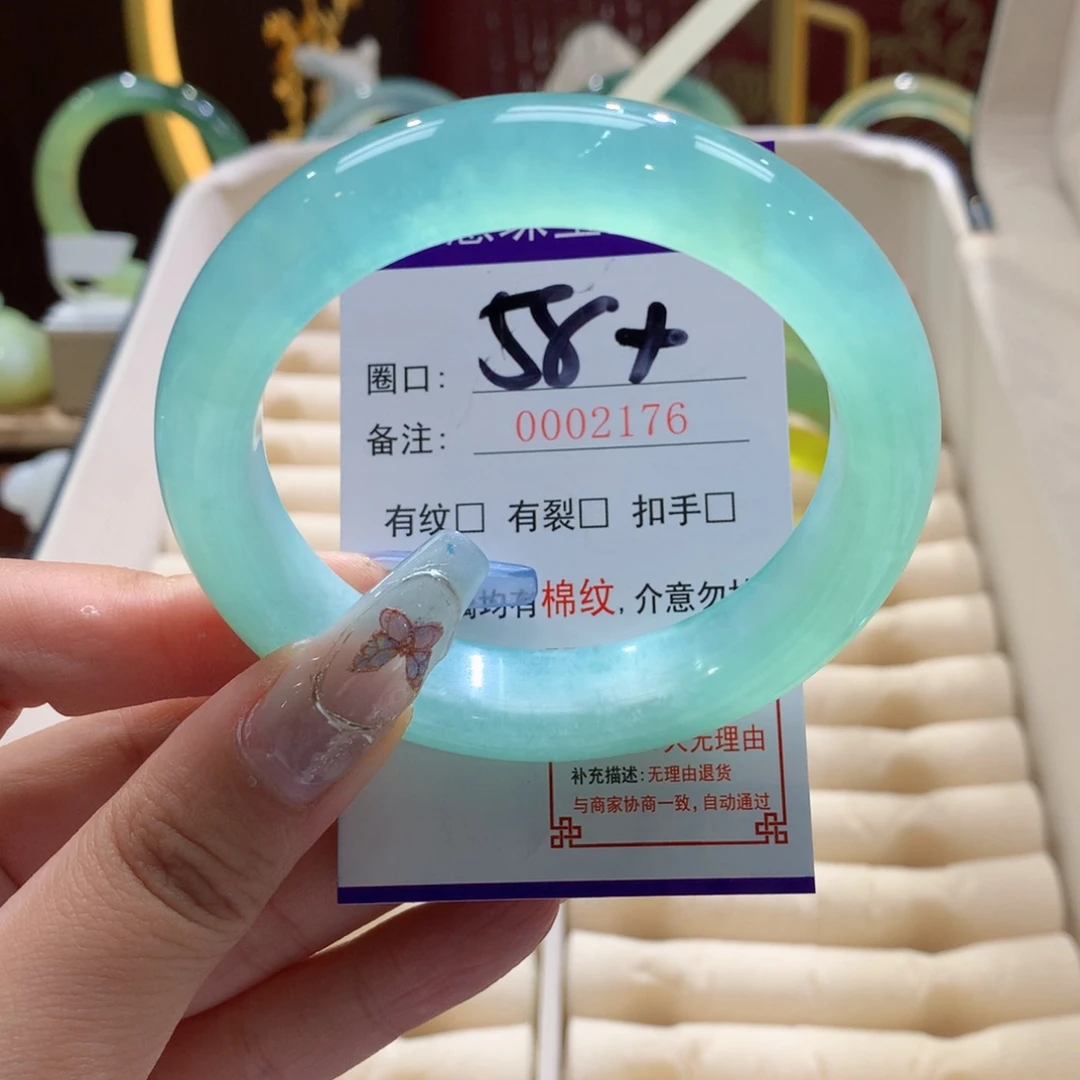 圈口: 58+
备注: 0002176
有纹□ 有裂□ 扣手□
均有棉纹,介意勿
无理由
补充描述:无理由退货
与商家协商一致,自动通过